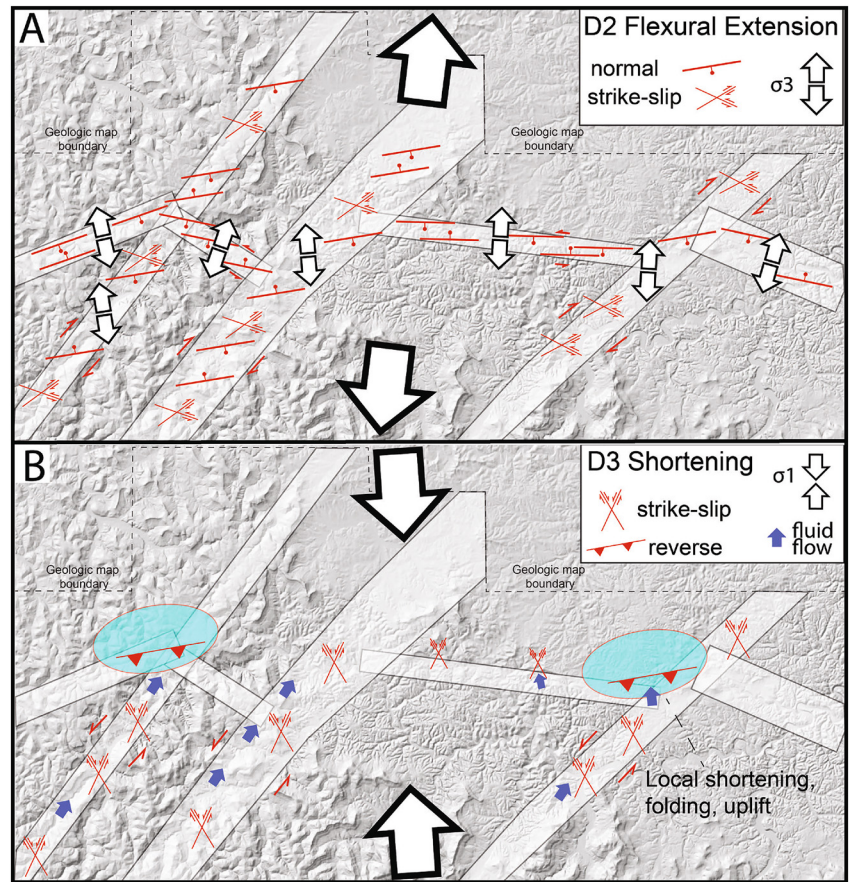 A
D2 Flexural Extension
normal
strike-slip
σ3
Geologic map
boundary
Geologic map
boundary
B
D3 Shortening
σ1
strike-slip
reverse
fluid
flow
Geologic map
boundary
Geologic map
boundary
Local shortening,
folding, uplift